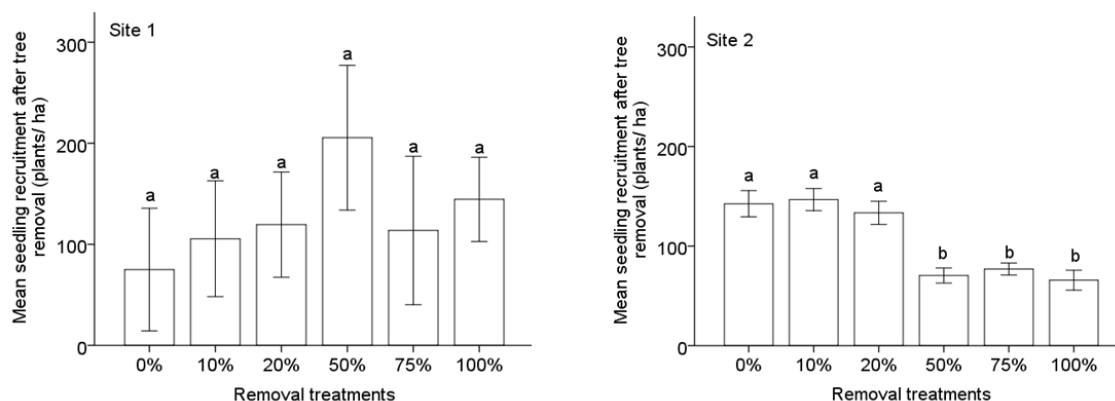 Mean seedling recruitment after tree
removal (plants/ ha)
Site 1
300
200
100
0
a
a
a
a
a
a
0%
10%
20%
50%
75%
100%
Removal treatments
Mean seedling recruitment after tree
removal (plants/ ha)
Site 2
300
200
100
0
a
a
a
b
b
b
0%
10%
20%
50%
75%
100%
Removal treatments